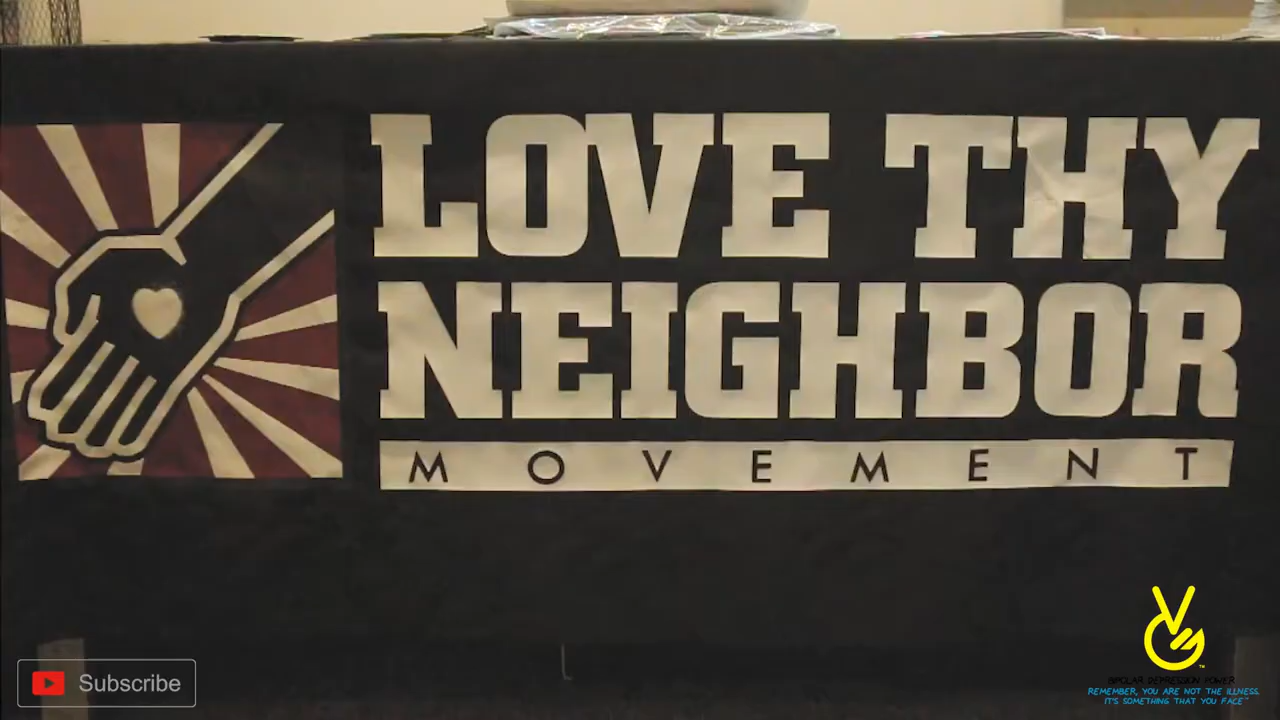 LOVE THY
NEIGHBOR
MOVEMENT
Subscribe
TM
BIPOLAR DEPRESSION POWER
REMEMBER, YOU ARE NOT THE ILLNESS.
IT'S SOMETHING THAT YOU FACE"